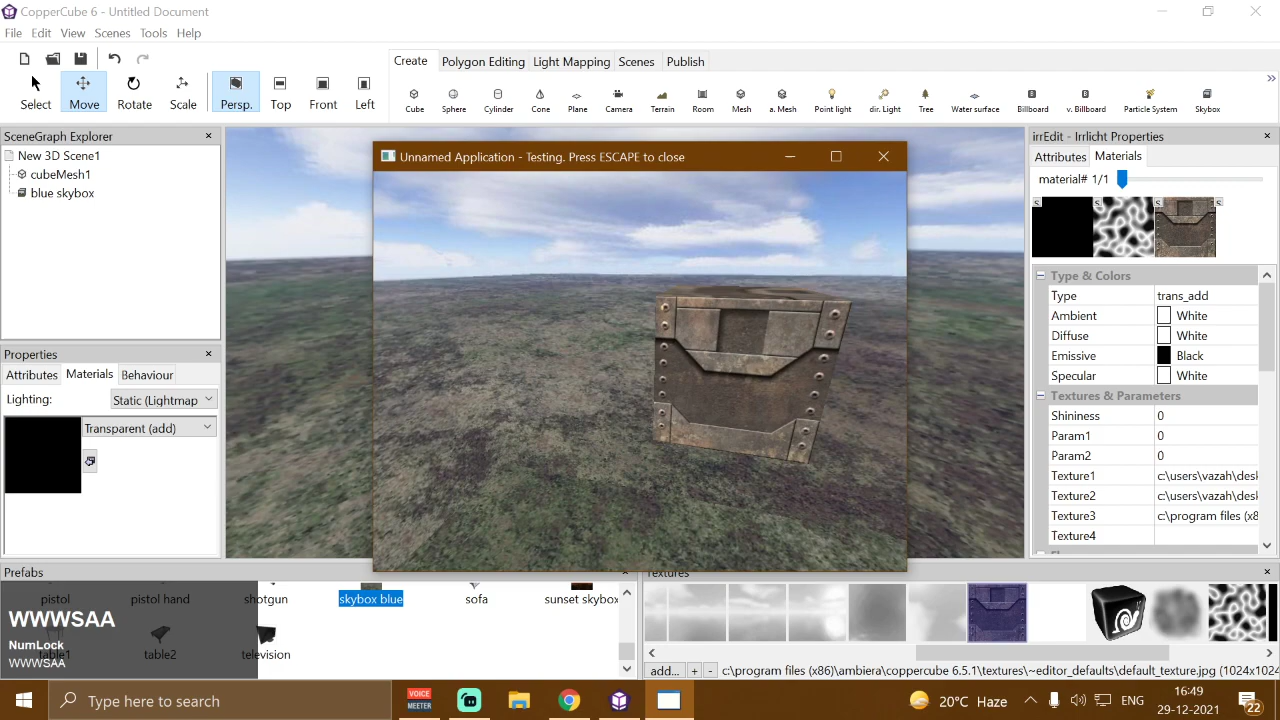 CopperCube 6 - Untitled Document
File Edit View Scenes Tools Help
Create Polygon Editing Light Mapping Scenes Publish
Select Move Rotate Scale Persp. Top Front Left
Cube Sphere Cylinder Cone Plane Camera Terrain Room Mesh a. Mesh Point light dir. Light Tree Water surface Billboard v. Billboard Particle System Skybox
SceneGraph Explorer
New 3D Scene1
cubeMesh1
blue skybox
Properties
Attributes Materials Behaviour
Lighting: Static (Lightmap
Transparent (add)
Unnamed Application - Testing. Press ESCAPE to close
irrEdit - Irrlicht Properties
Attributes Materials
material# 1/1
S S S S
Type & Colors
Type trans_add
Ambient White
Diffuse White
Emissive Black
Specular White
Textures & Parameters
Shininess 0
Param1 0
Param2 0
Texture1 c:\users\vazah\desk
Texture2 c:\users\vazah\desk
Texture3 c:\program files (x8
Texture4
Prefabs
pistol pistol hand shotgun skybox blue sofa sunset skybox
table1 table2 television
WWWSAA
NumLock
WWWSAA
Textures
add... + - c:\program files (x86)\ambiera\coppercube 6.5.1\textures\~editor_defaults\default_texture.jpg (1024x1024
Type here to search
VOICE
MEETER
20°C Haze
ENG
16:49
29-12-2021
22